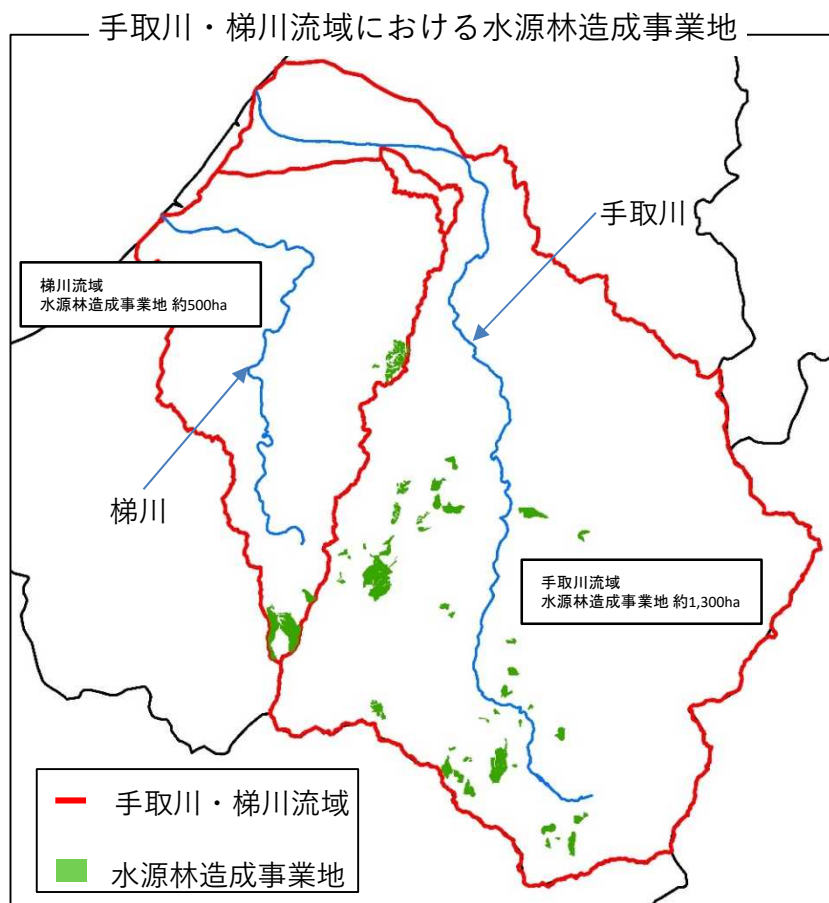 手取川・梯川流域における水源林造成事業地
手取川
梯川流域
水源林造成事業地 約500ha
梯川
手取川流域
水源林造成事業地 約1,300ha
手取川・梯川流域
水源林造成事業地